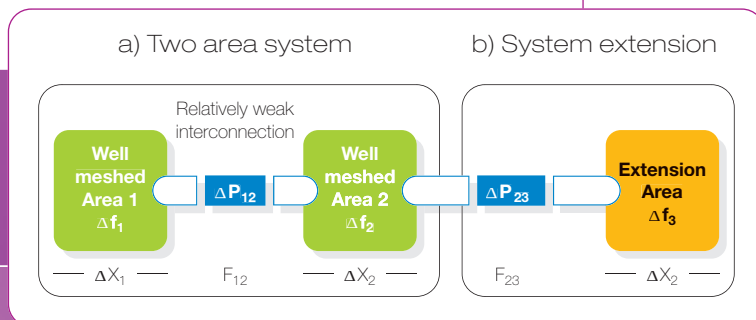 a) Two area system
b) System extension
Relatively weak
interconnection
Well
meshed
Area 1
Δf₁
ΔP₁₂
Well
meshed
Area 2
Δf₂
ΔP₂₃
Extension
Area
Δf₃
ΔX₁
F₁₂
ΔX₂
F₂₃
ΔX₂